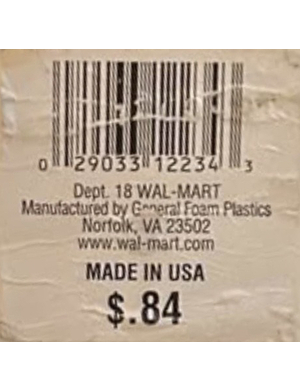 0 29033 12234 3
Dept. 18 WAL-MART
Manufactured by General Foam Plastics
Norfolk, VA 23502
www.wal-mart.com
MADE IN USA
$.84